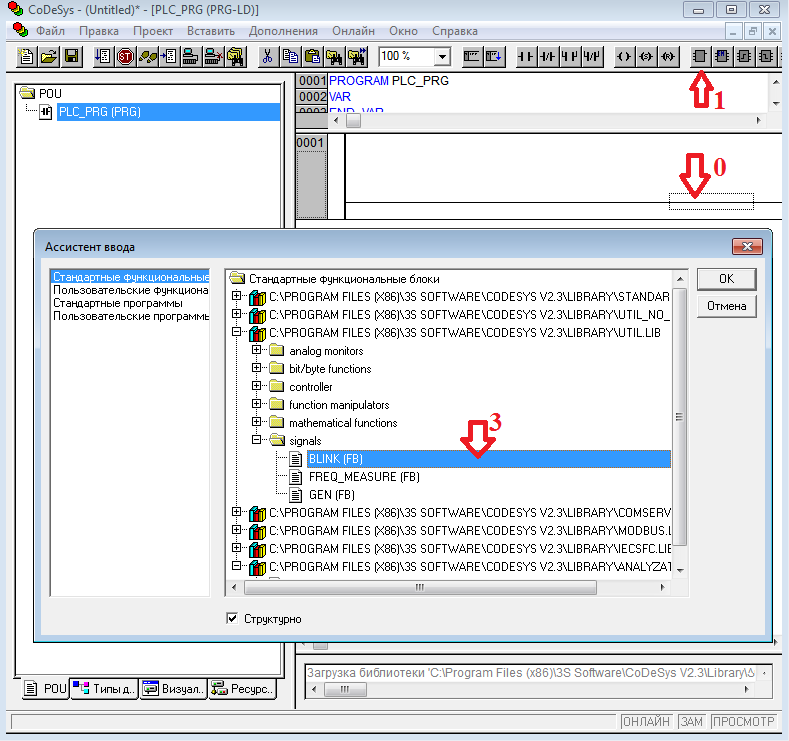 CoDeSys - (Untitled)* - [PLC_PRG (PRG-LD)]
Файл Правка Проект Вставить Дополнения Онлайн Окно Справка
100 %
POU
PLC_PRG (PRG)
0001 PROGRAM PLC_PRG
0002 VAR
0003 END_VAR
1
0001
0
Ассистент ввода
Стандартные функциональные
Пользовательские функциона
Стандартные программы
Пользовательские программы
Стандартные функциональные блоки
C:\PROGRAM FILES (X86)\3S SOFTWARE\CODESYS V2.3\LIBRARY\STANDAR
C:\PROGRAM FILES (X86)\3S SOFTWARE\CODESYS V2.3\LIBRARY\UTIL_NO_
C:\PROGRAM FILES (X86)\3S SOFTWARE\CODESYS V2.3\LIBRARY\UTIL.LIB
analog monitors
bit/byte functions
controller
function manipulators
mathematical functions
signals
3
BLINK (FB)
FREQ_MEASURE (FB)
GEN (FB)
C:\PROGRAM FILES (X86)\3S SOFTWARE\CODESYS V2.3\LIBRARY\COMSERV
C:\PROGRAM FILES (X86)\3S SOFTWARE\CODESYS V2.3\LIBRARY\MODBUS.L
C:\PROGRAM FILES (X86)\3S SOFTWARE\CODESYS V2.3\LIBRARY\IECSFC.LIB
C:\PROGRAM FILES (X86)\3S SOFTWARE\CODESYS V2.3\LIBRARY\ANALYZAT
OK
Отмена
Структурно
Загрузка библиотеки 'C:\Program Files (x86)\3S Software\CoDeSys V2.3\Library\
POU Типы д.. Визуал.. Ресурс..
ОНЛАЙН ЗАМ ПРОСМОТР